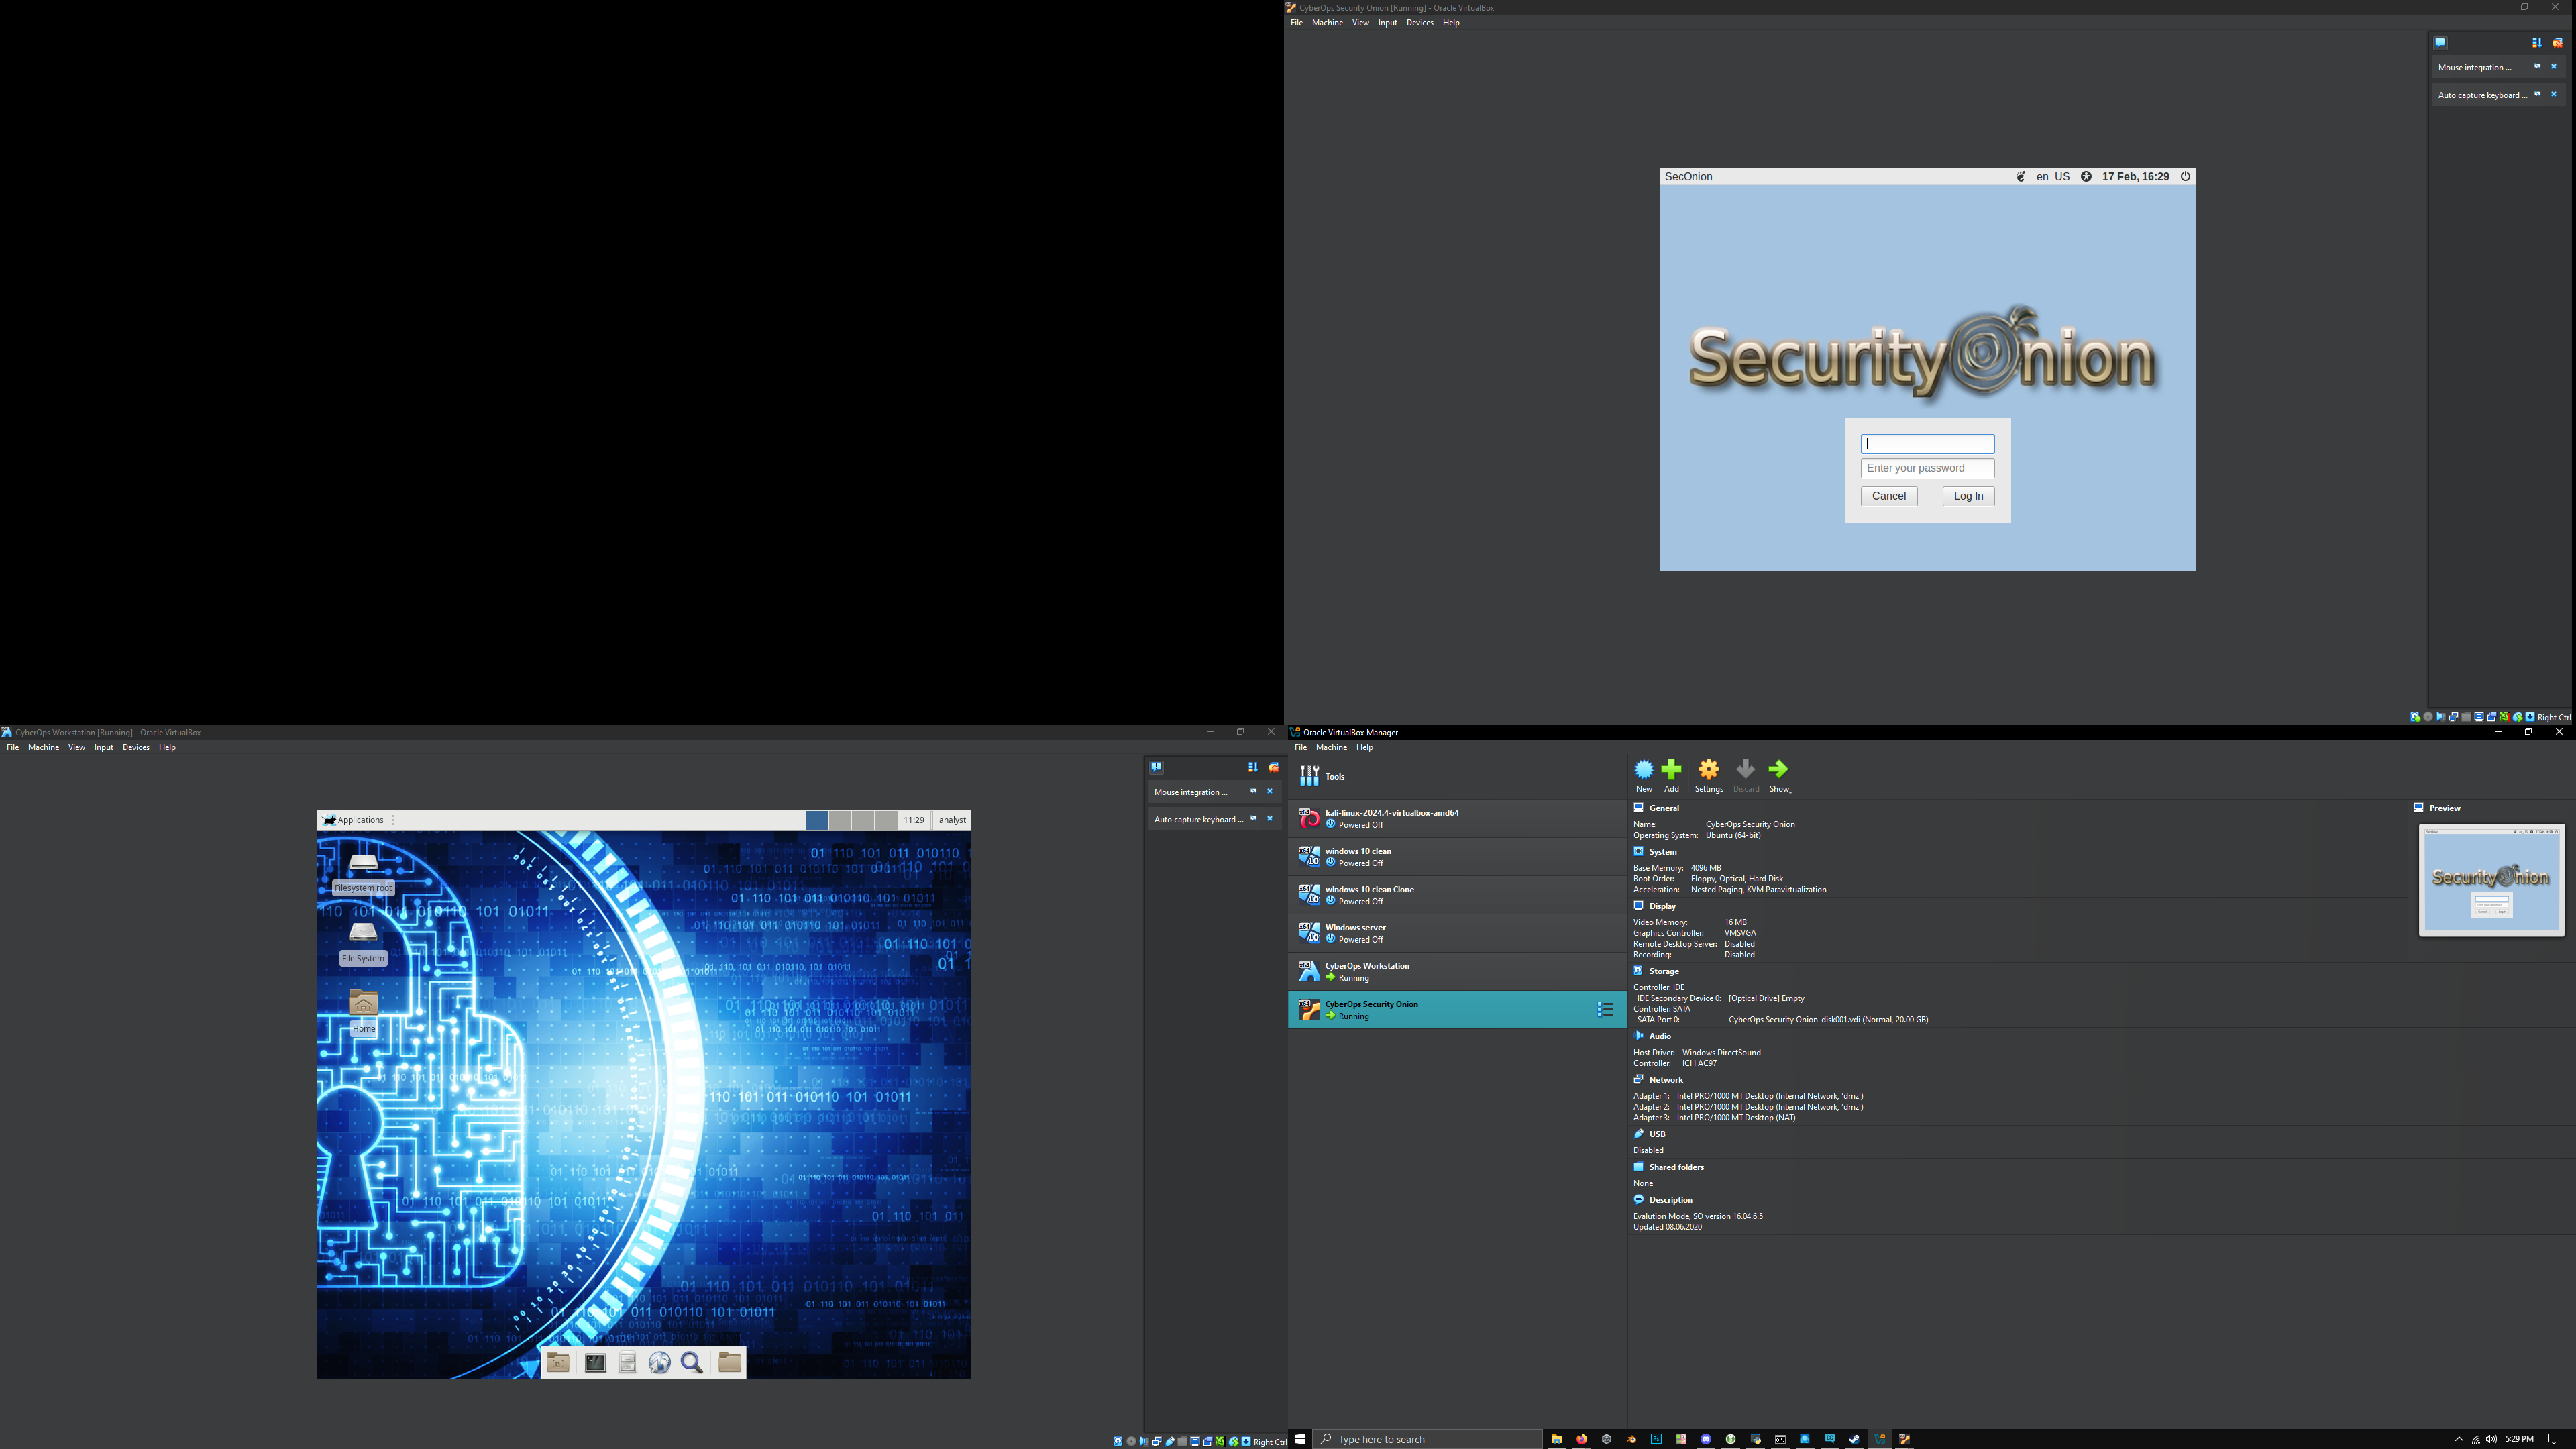 CyberOps Security Onion [Running] - Oracle VirtualBox
File Machine View Input Devices Help
Mouse integration ...
Auto capture keyboard ...
SecOnion en_US 17 Feb, 16:29
SecurityOnion
Enter your password
Cancel Log In
Right Ctrl
CyberOps Workstation [Running] - Oracle VirtualBox
File Machine View Input Devices Help
Mouse integration ...
Auto capture keyboard ...
Applications 11:29 analyst
Filesystem root
File System
Home
01 110 101 011 010110 101 01011
Right Ctrl
Oracle VirtualBox Manager
File Machine Help
Tools
New Add Settings Discard Show
kali-linux-2024.4-virtualbox-amd64
Powered Off
windows 10 clean
Powered Off
windows 10 clean Clone
Powered Off
Windows server
Powered Off
CyberOps Workstation
Running
CyberOps Security Onion
Running
General
Name: CyberOps Security Onion
Operating System: Ubuntu (64-bit)
System
Base Memory: 4096 MB
Boot Order: Floppy, Optical, Hard Disk
Acceleration: Nested Paging, KVM Paravirtualization
Display
Video Memory: 16 MB
Graphics Controller: VMSVGA
Remote Desktop Server: Disabled
Recording: Disabled
Storage
Controller: IDE
IDE Secondary Device 0: [Optical Drive] Empty
Controller: SATA
SATA Port 0: CyberOps Security Onion-disk001.vdi (Normal, 20.00 GB)
Audio
Host Driver: Windows DirectSound
Controller: ICH AC97
Network
Adapter 1: Intel PRO/1000 MT Desktop (Internal Network, 'dmz')
Adapter 2: Intel PRO/1000 MT Desktop (Internal Network, 'dmz')
Adapter 3: Intel PRO/1000 MT Desktop (NAT)
USB
Disabled
Shared folders
None
Description
Evalution Mode, SO version 16.04.6.5
Updated 08.06.2020
Preview
SecurityOnion
Type here to search
5:29 PM